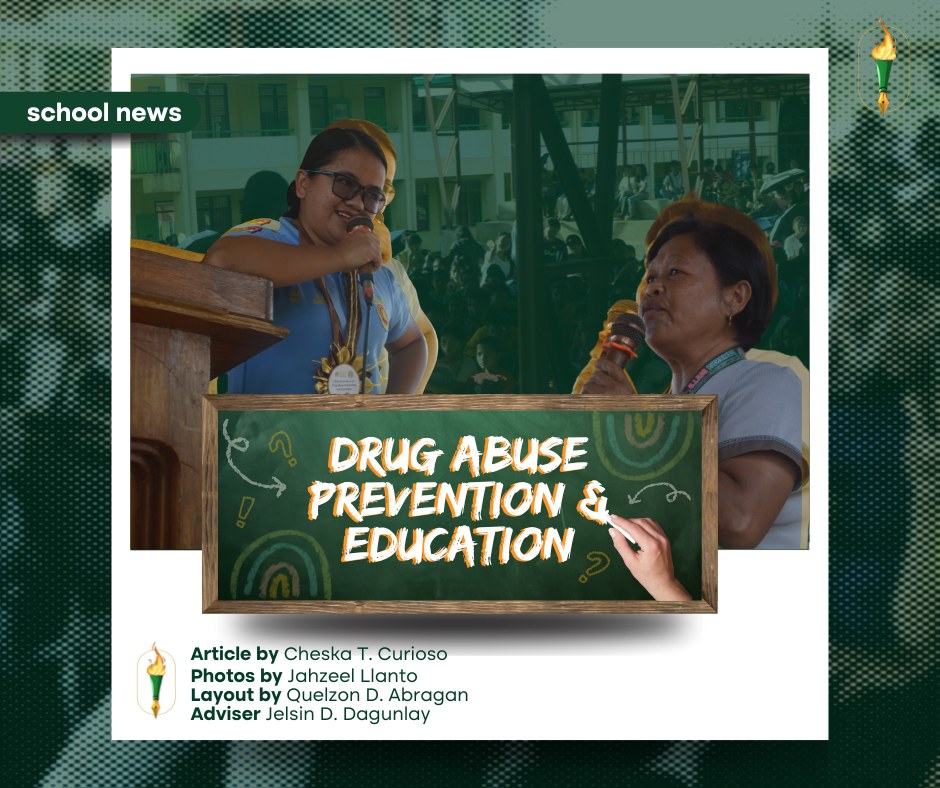 school news
DRUG ABUSE
PREVENTION &
EDUCATION
Article by Cheska T. Curioso
Photos by Jahzeel Llanto
Layout by Quelzon D. Abragan
Adviser Jelsin D. Dagunlay